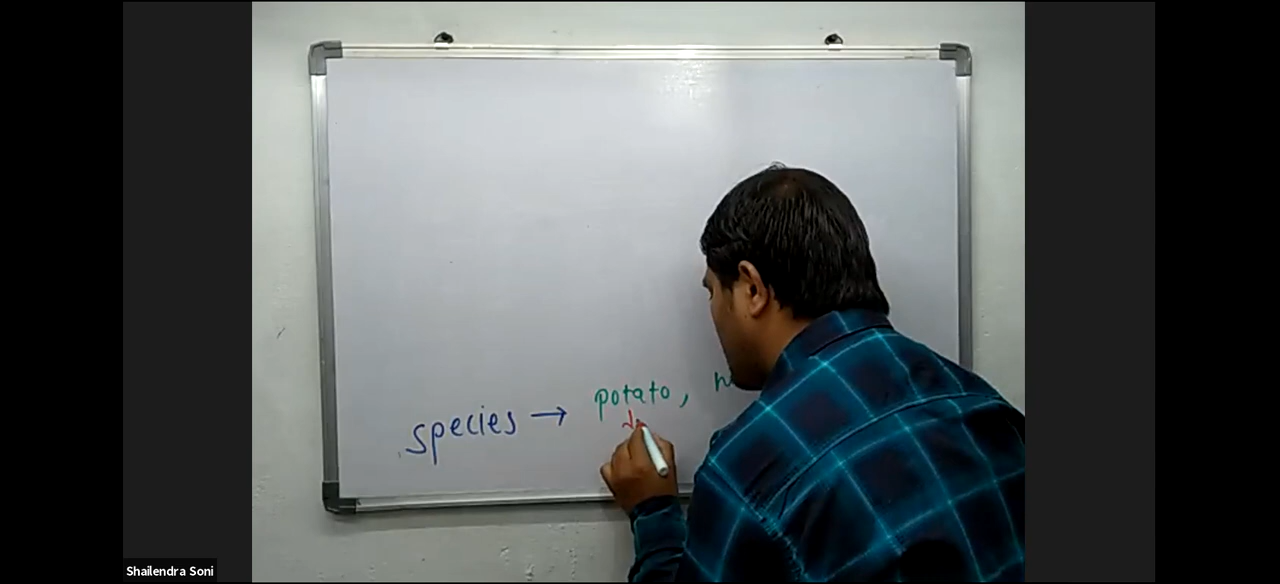 species → potato,
Shailendra Soni